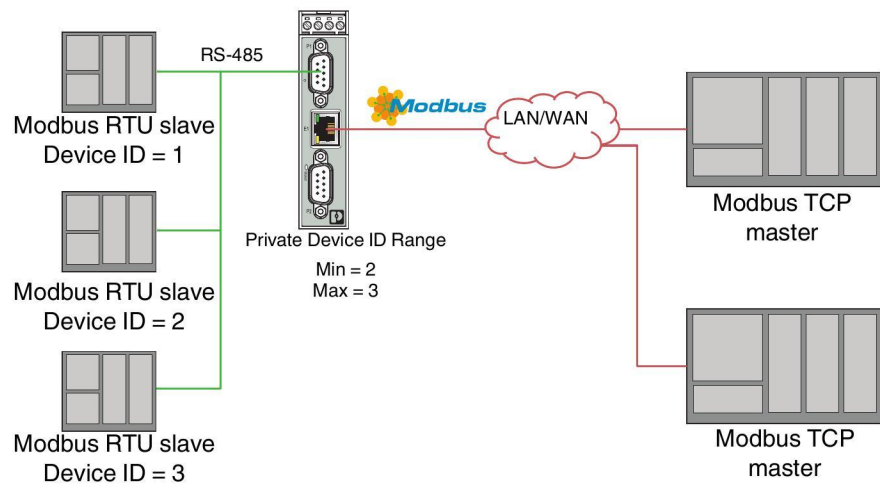 RS-485
Modbus RTU slave
Device ID = 1
Modbus RTU slave
Device ID = 2
Modbus RTU slave
Device ID = 3
Private Device ID Range
Min = 2
Max = 3
Modbus
LAN/WAN
Modbus TCP
master
Modbus TCP
master